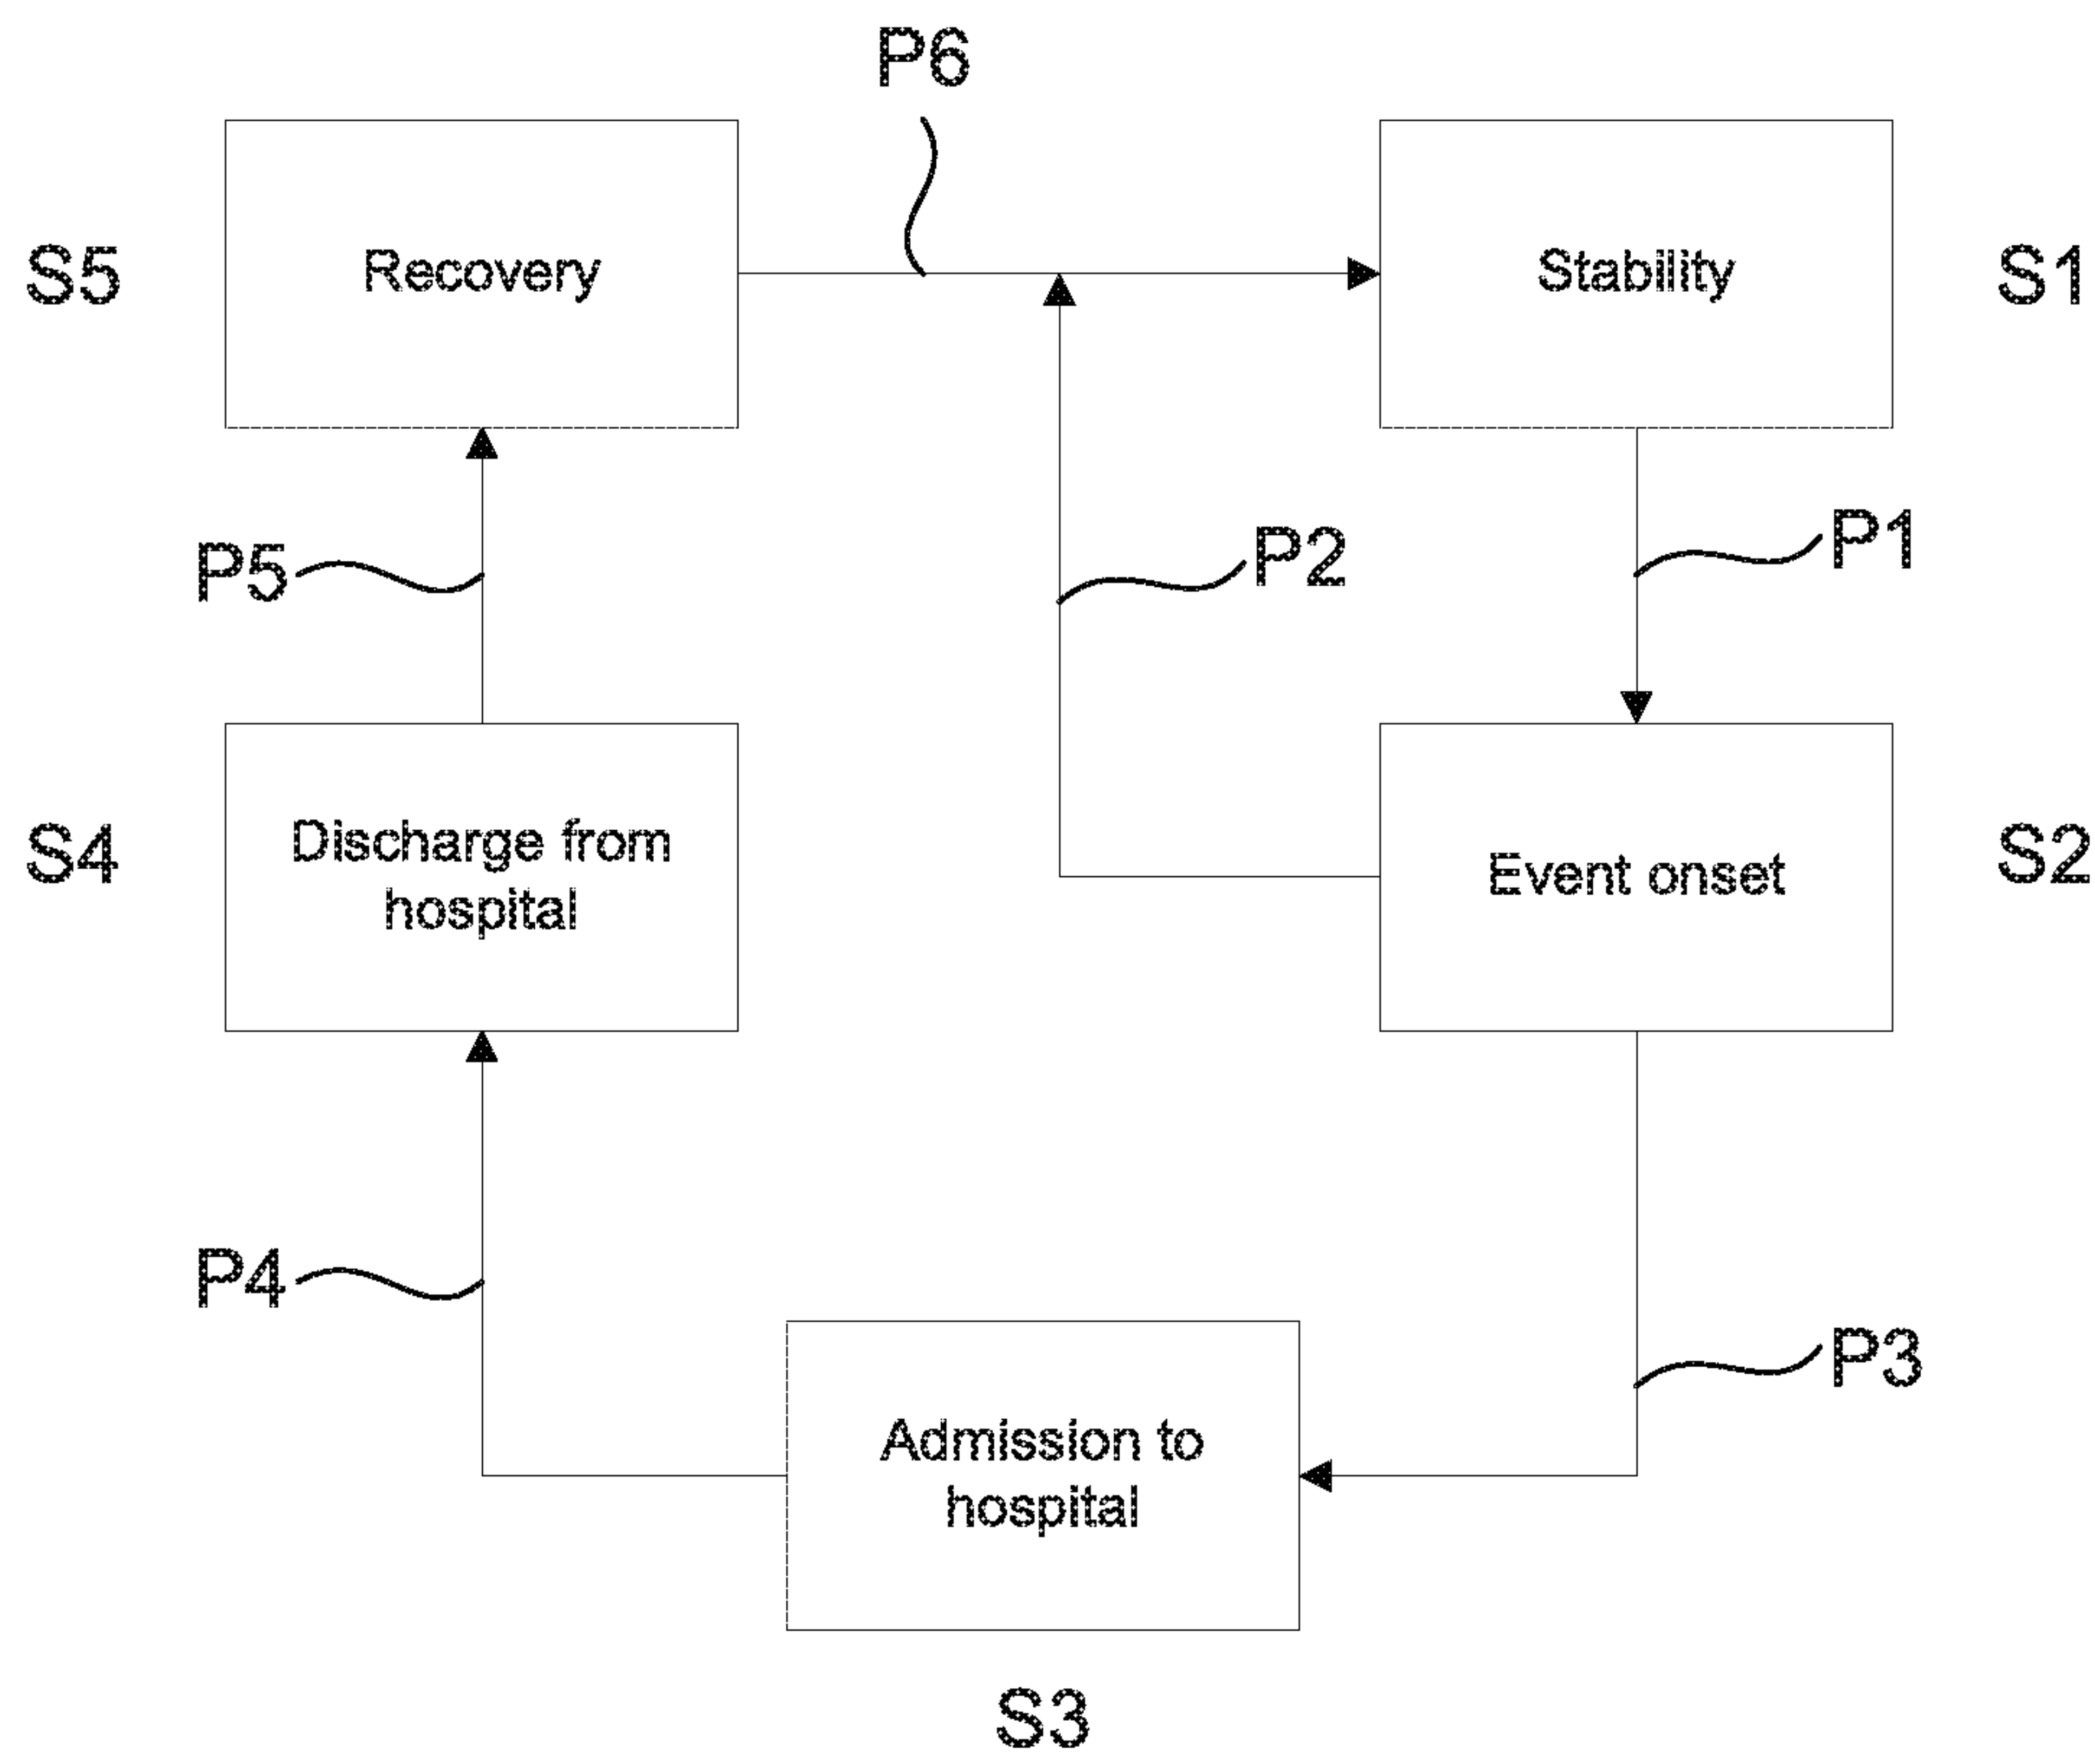 P6
S5
Recovery
Stability
S1
P5
P2
P1
S4
Discharge from
hospital
Event onset
S2
P4
P3
Admission to
hospital
S3